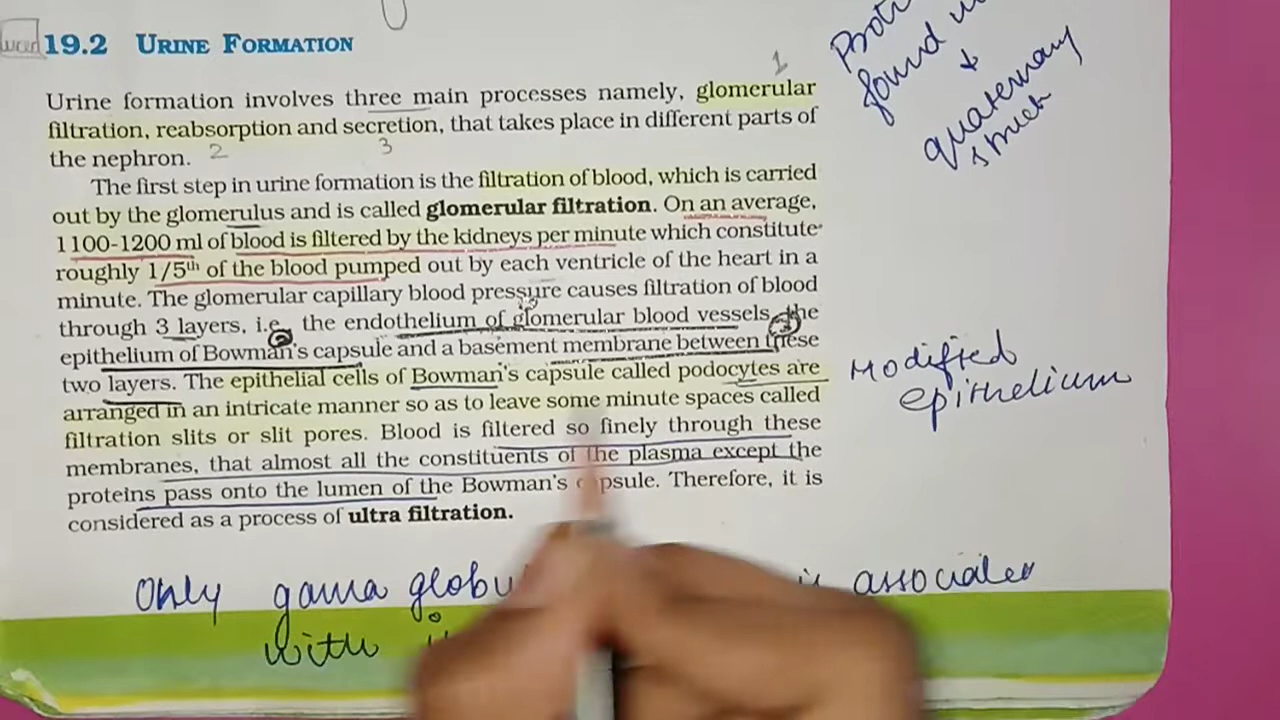 19.2 URINE FORMATION
1
Urine formation involves three main processes namely, glomerular
filtration, reabsorption and secretion, that takes place in different parts of
the nephron. 2 3
The first step in urine formation is the filtration of blood, which is carried
out by the glomerulus and is called glomerular filtration. On an average,
1100-1200 ml of blood is filtered by the kidneys per minute which constitute
roughly 1/5th of the blood pumped out by each ventricle of the heart in a
minute. The glomerular capillary blood pressure causes filtration of blood
through 3 layers, i.e., the endothelium of glomerular blood vessels, the
epithelium of Bowman's capsule and a basement membrane between these
two layers. The epithelial cells of Bowman's capsule called podocytes are
arranged in an intricate manner so as to leave some minute spaces called
filtration slits or slit pores. Blood is filtered so finely through these
membranes, that almost all the constituents of the plasma except the
proteins pass onto the lumen of the Bowman's capsule. Therefore, it is
considered as a process of ultra filtration.
found
+
quaternary
Modified
epithelium
Only gama associated
with